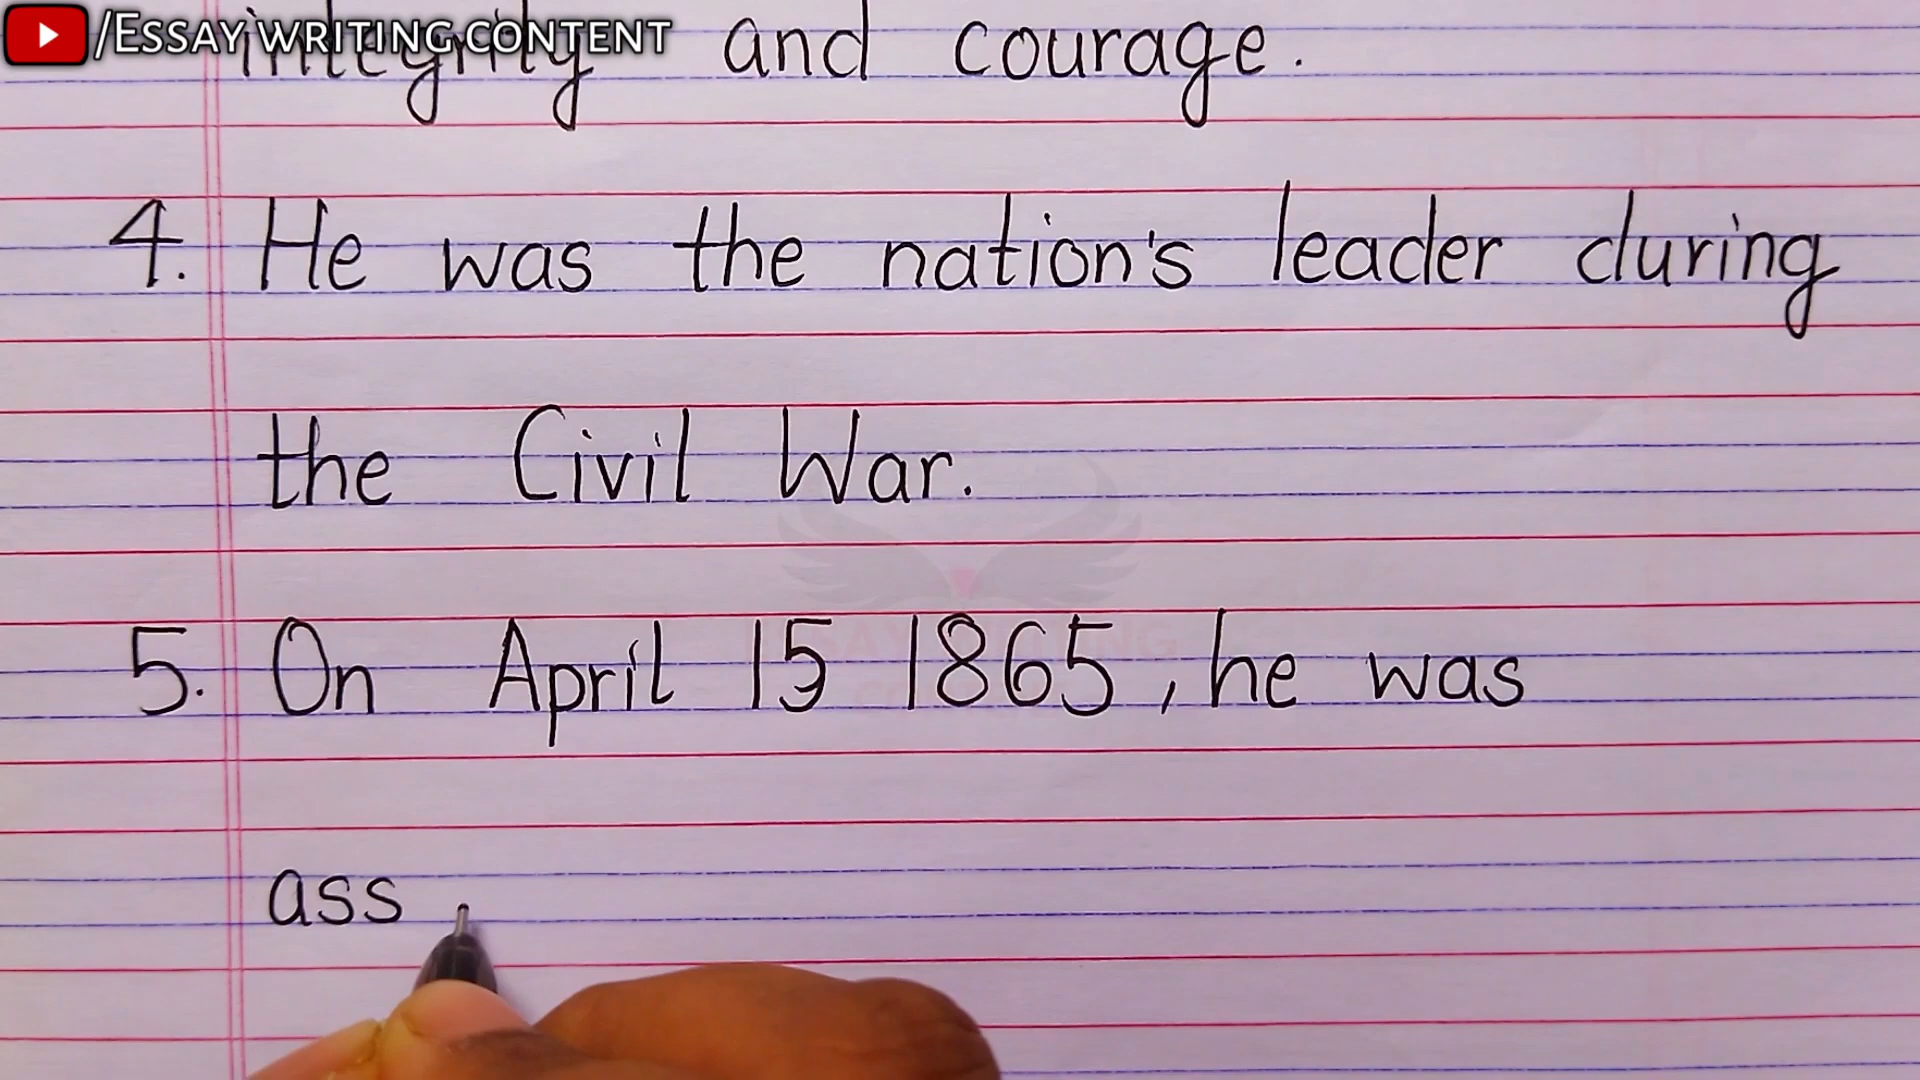 /ESSAY WRITING CONTENT
integrity and courage.
4. He was the nation's leader during
the Civil War.
5. On April 15 1865, he was
ass